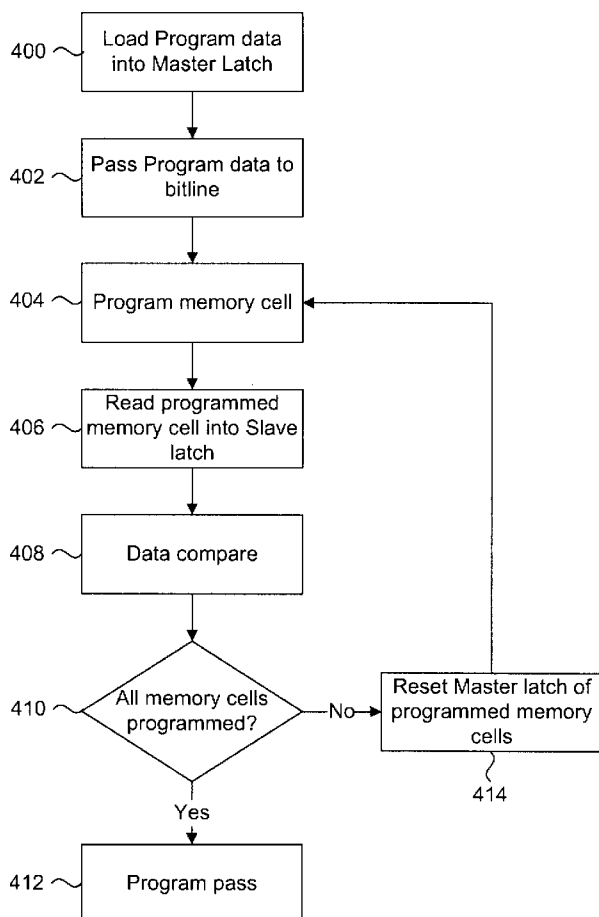 400
Load Program data
into Master Latch
402
Pass Program data to
bitline
404
Program memory cell
406
Read programmed
memory cell into Slave
latch
408
Data compare
410
All memory cells
programmed?
No
Reset Master latch of
programmed memory
cells
414
Yes
412
Program pass